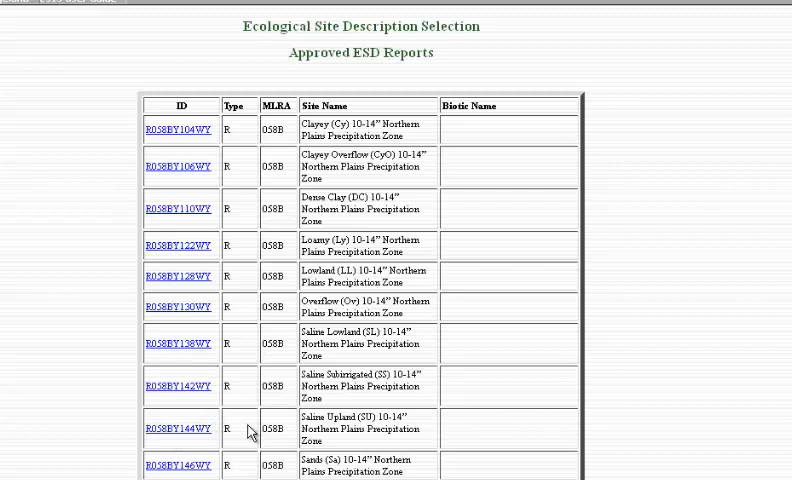 Ecological Site Description Selection
Approved ESD Reports
ID Type MLRA Site Name Biotic Name
R058BY104WY R 058B Clayey (Cy) 10-14" Northern
Plains Precipitation Zone
R058BY106WY R 058B Clayey Overflow (CyO) 10-14"
Northern Plains Precipitation
Zone
R058BY110WY R 058B Dense Clay (DC) 10-14"
Northern Plains Precipitation
Zone
R058BY122WY R 058B Loamy (Ly) 10-14" Northern
Plains Precipitation Zone
R058BY128WY R 058B Lowland (LL) 10-14" Northern
Plains Precipitation Zone
R058BY130WY R 058B Overflow (Ov) 10-14" Northern
Plains Precipitation Zone
R058BY138WY R 058B Saline Lowland (SL) 10-14"
Northern Plains Precipitation
Zone
R058BY142WY R 058B Saline Subirrigated (SS) 10-14"
Northern Plains Precipitation
Zone
R058BY144WY R 058B Saline Upland (SU) 10-14"
Northern Plains Precipitation
Zone
R058BY146WY R 058B Sands (Sa) 10-14" Northern
Plains Precipitation Zone